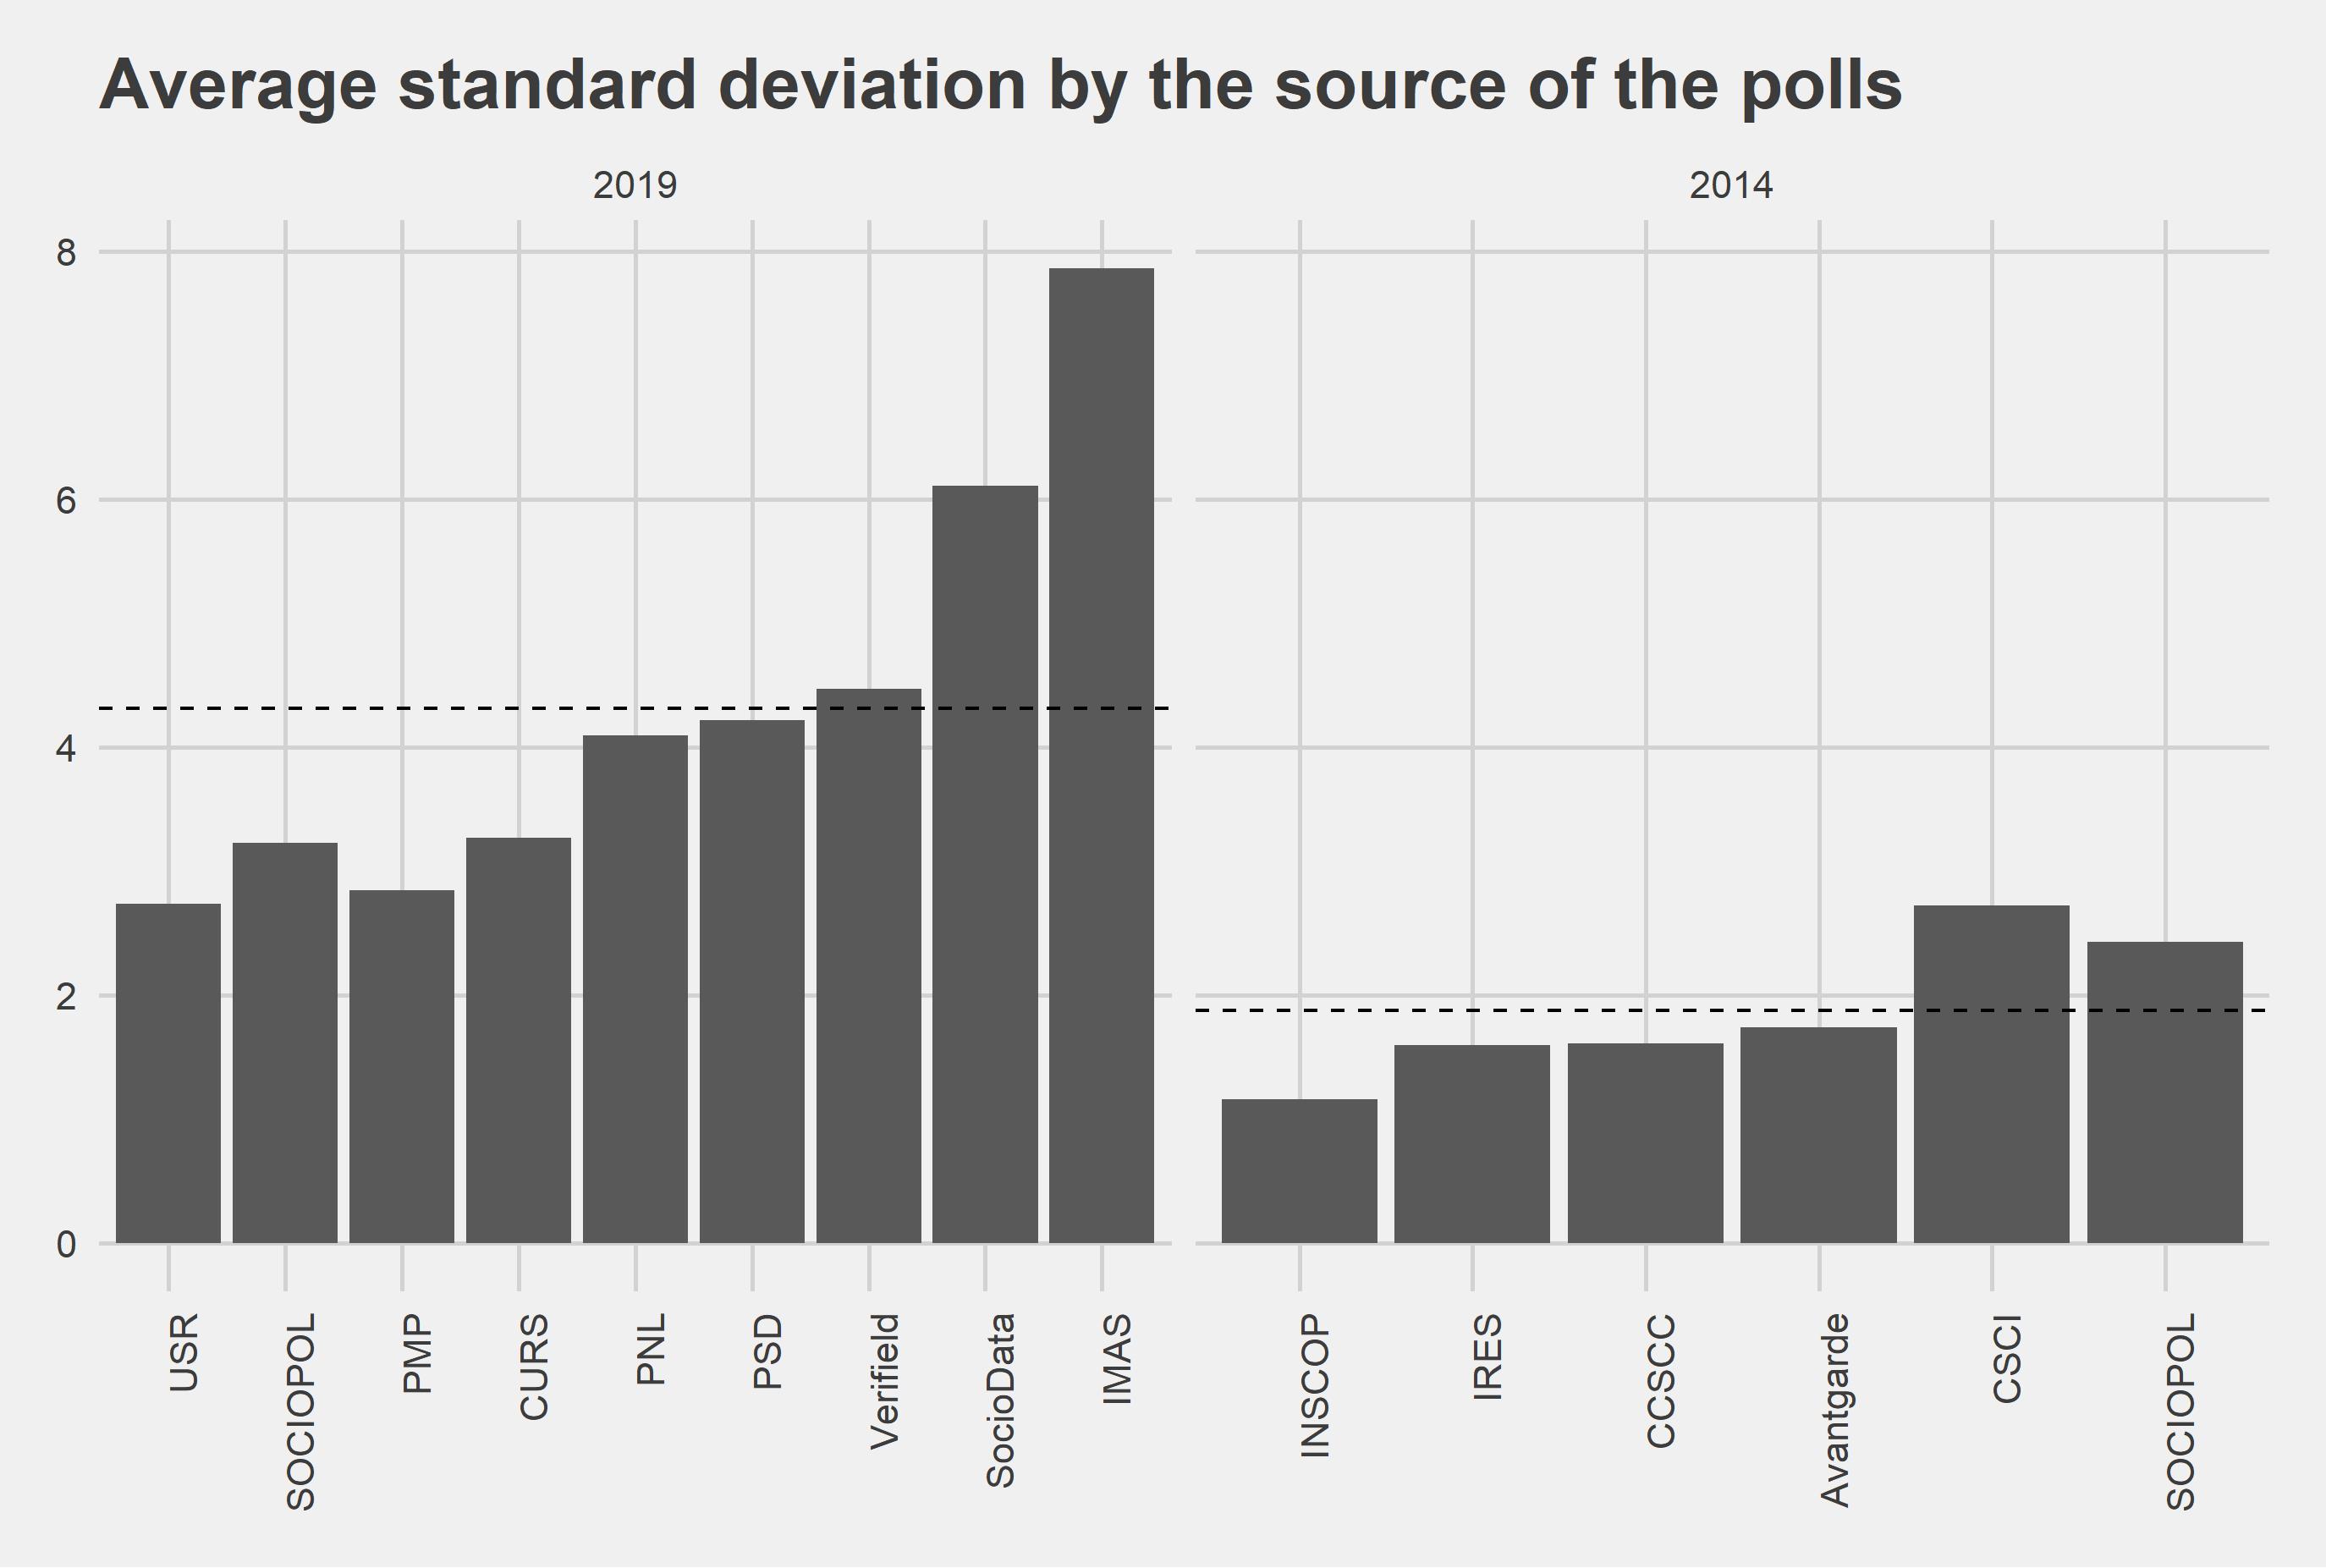 Average standard deviation by the source of the polls
2019
2014
8
6
4
2
0
USR
SOCIOPOL
PMP
CURS
PNL
PSD
Verifield
SocioData
IMAS
INSCOP
IRES
CCSCC
Avantgarde
CSCI
SOCIOPOL